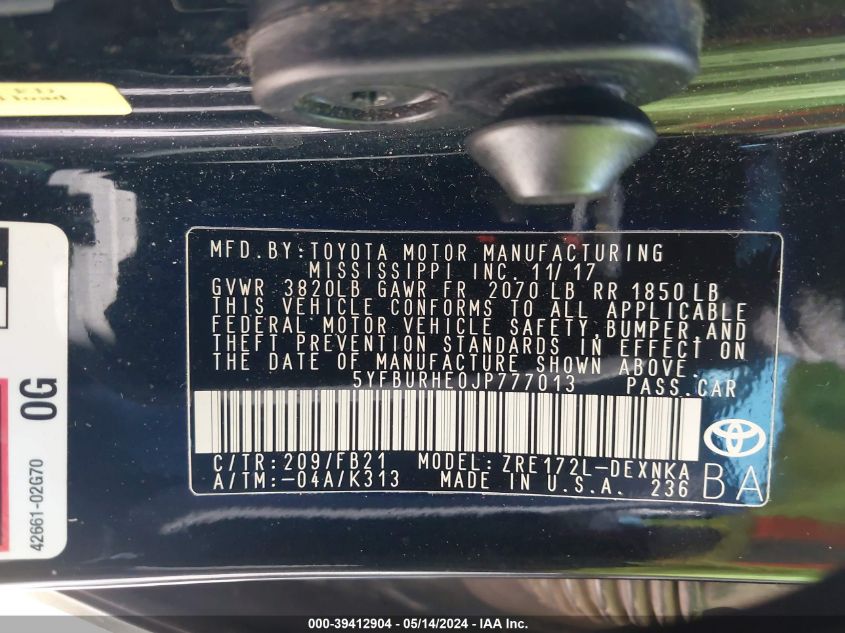 MFD.BY:TOYOTA MOTOR MANUFACTURING
MISSISSIPPI INC. 11/17
GVWR 3820LB GAWR FR 2070 LB RR 1850 LB
THIS VEHICLE CONFORMS TO ALL APPLICABLE
FEDERAL MOTOR VEHICLE SAFETY,BUMPER,AND
THEFT PREVENTION STANDARDS IN EFFECT ON
THE DATE OF MANUFACTURE SHOWN ABOVE.
5YFBURHE0JP777013 PASS.CAR
C/TR:209/FB21 MODEL:ZRE172L-DEXNKA
A/TM:-04A/K313 MADE IN U.S.A. 236 BA
0G
42661-02G70
000-39412904 - 05/14/2024 - IAA Inc.